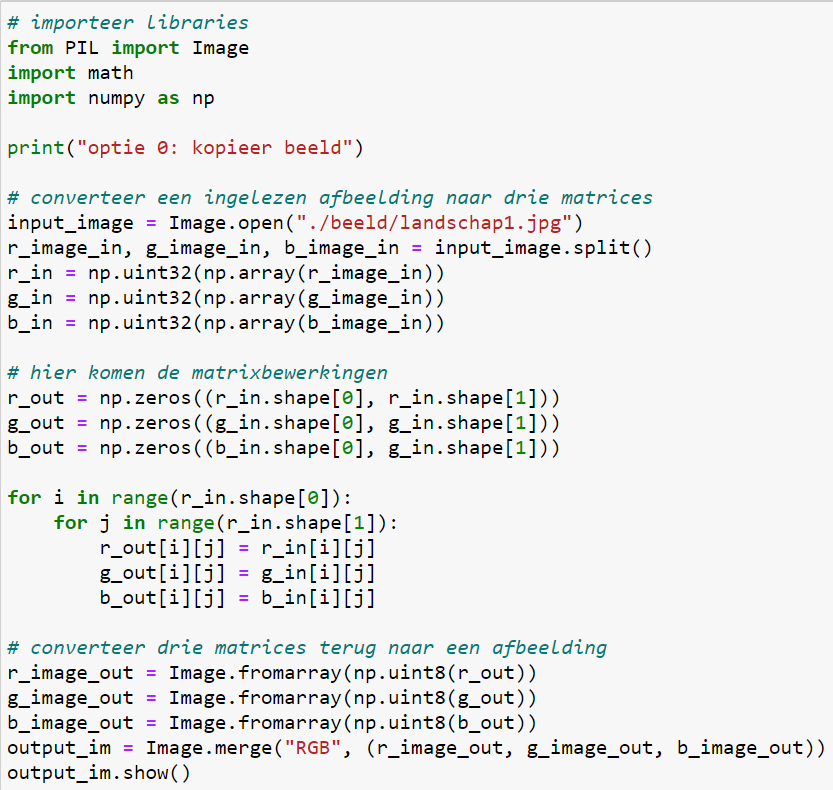 # importeer libraries
from PIL import Image
import math
import numpy as np

print("optie 0: kopieer beeld")

# converteer een ingelezen afbeelding naar drie matrices
input_image = Image.open("./beeld/landschap1.jpg")
r_image_in, g_image_in, b_image_in = input_image.split()
r_in = np.uint32(np.array(r_image_in))
g_in = np.uint32(np.array(g_image_in))
b_in = np.uint32(np.array(b_image_in))

# hier komen de matrixbewerkingen
r_out = np.zeros((r_in.shape[0], r_in.shape[1]))
g_out = np.zeros((g_in.shape[0], g_in.shape[1]))
b_out = np.zeros((b_in.shape[0], g_in.shape[1]))

for i in range(r_in.shape[0]):
    for j in range(r_in.shape[1]):
        r_out[i][j] = r_in[i][j]
        g_out[i][j] = g_in[i][j]
        b_out[i][j] = b_in[i][j]

# converteer drie matrices terug naar een afbeelding
r_image_out = Image.fromarray(np.uint8(r_out))
g_image_out = Image.fromarray(np.uint8(g_out))
b_image_out = Image.fromarray(np.uint8(b_out))
output_im = Image.merge("RGB", (r_image_out, g_image_out, b_image_out))
output_im.show()